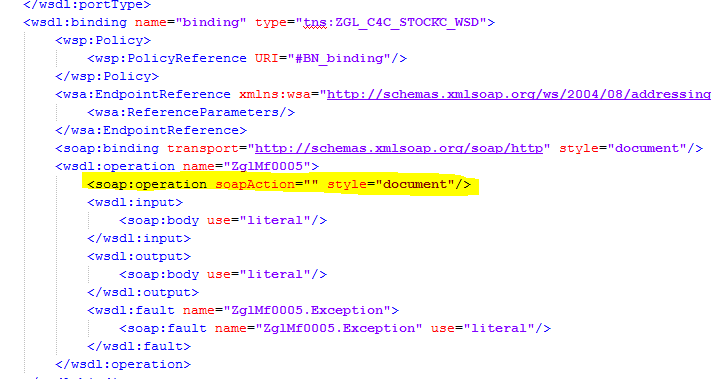 </wsdl:portType>
<wsdl:binding name="binding" type="tns:ZGL_C4C_STOCKC_WSD">
<wsp:Policy>
<wsp:PolicyReference URI="#BN_binding"/>
</wsp:Policy>
<wsa:EndpointReference xmlns:wsa="http://schemas.xmlsoap.org/ws/2004/08/addressing
<wsa:ReferenceParameters/>
</wsa:EndpointReference>
<soap:binding transport="http://schemas.xmlsoap.org/soap/http" style="document"/>
<wsdl:operation name="ZglMf0005">
<soap:operation soapAction="" style="document"/>
<wsdl:input>
<soap:body use="literal"/>
</wsdl:input>
<wsdl:output>
<soap:body use="literal"/>
</wsdl:output>
<wsdl:fault name="ZglMf0005.Exception">
<soap:fault name="ZglMf0005.Exception" use="literal"/>
</wsdl:fault>
</wsdl:operation>